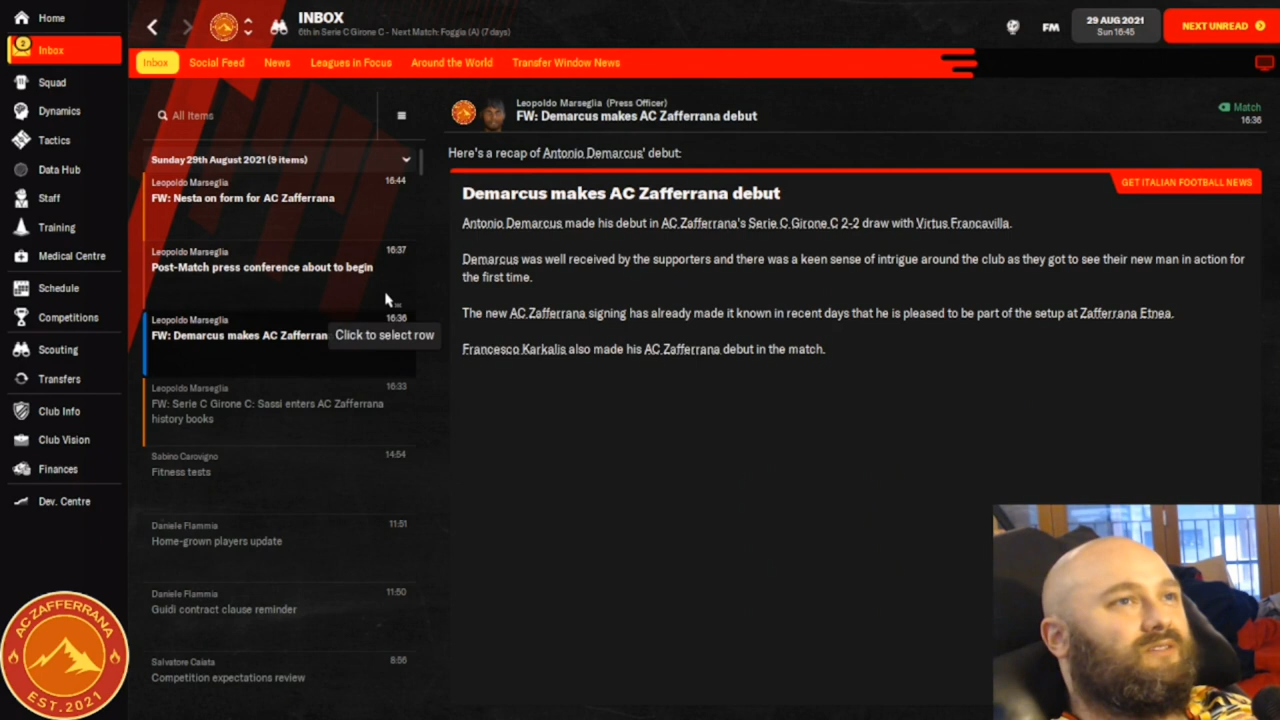 Home
2
Inbox
Squad
Dynamics
Tactics
Data Hub
Staff
Training
Medical Centre
Schedule
Competitions
Scouting
Transfers
Club Info
Club Vision
Finances
Dev. Centre
AC ZAFFERRANA
EST. 2021
INBOX
6th in Serie C Girone C - Next Match: Foggia (A) (7 days)
FM
29 AUG 2021
Sun 16:45
NEXT UNREAD
Inbox
Social Feed
News
Leagues in Focus
Around the World
Transfer Window News
All Items
Sunday 29th August 2021 (9 items)
Leopoldo Marseglia
16:44
FW: Nesta on form for AC Zafferrana
Leopoldo Marseglia
16:37
Post-Match press conference about to begin
Leopoldo Marseglia
16:36
FW: Demarcus makes AC Zafferran
Click to select row
Leopoldo Marseglia
16:33
FW: Serie C Girone C: Sassi enters AC Zafferrana
history books
Sabino Carovigno
14:54
Fitness tests
Daniele Flammia
11:51
Home-grown players update
Daniele Flammia
11:50
Guidi contract clause reminder
Salvatore Caiata
8:56
Competition expectations review
Leopoldo Marseglia (Press Officer)
FW: Demarcus makes AC Zafferrana debut
Match
16:36
Here's a recap of Antonio Demarcus' debut:
GET ITALIAN FOOTBALL NEWS
Demarcus makes AC Zafferrana debut
Antonio Demarcus made his debut in AC Zafferrana's Serie C Girone C 2-2 draw with Virtus Francavilla.
Demarcus was well received by the supporters and there was a keen sense of intrigue around the club as they got to see their new man in action for
the first time.
The new AC Zafferrana signing has already made it known in recent days that he is pleased to be part of the setup at Zafferana Etnea.
Francesco Karkalis also made his AC Zafferrana debut in the match.